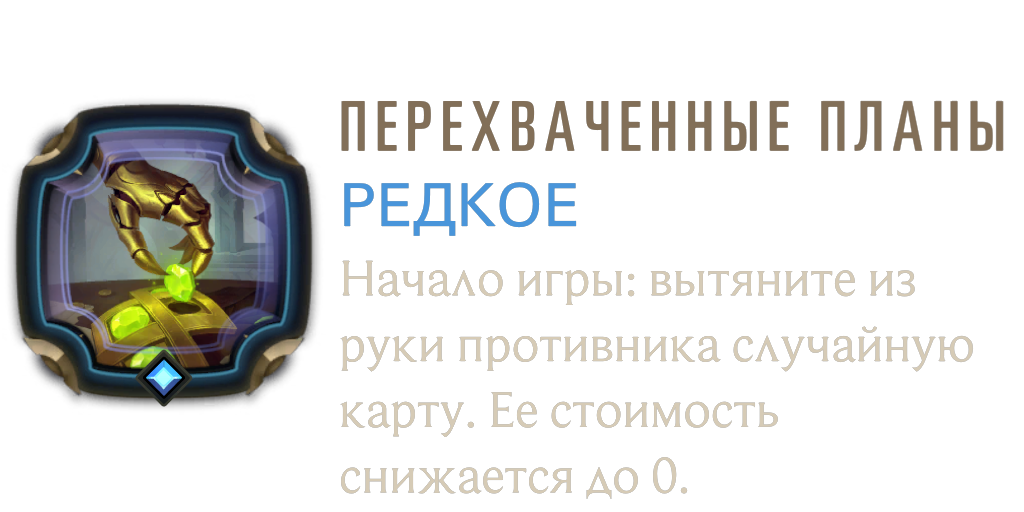 ПЕРЕХВАЧЕННЫЕ ПЛАНЫ
РЕДКОЕ
Начало игры: вытяните из
руки противника случайную
карту. Ее стоимость
снижается до 0.